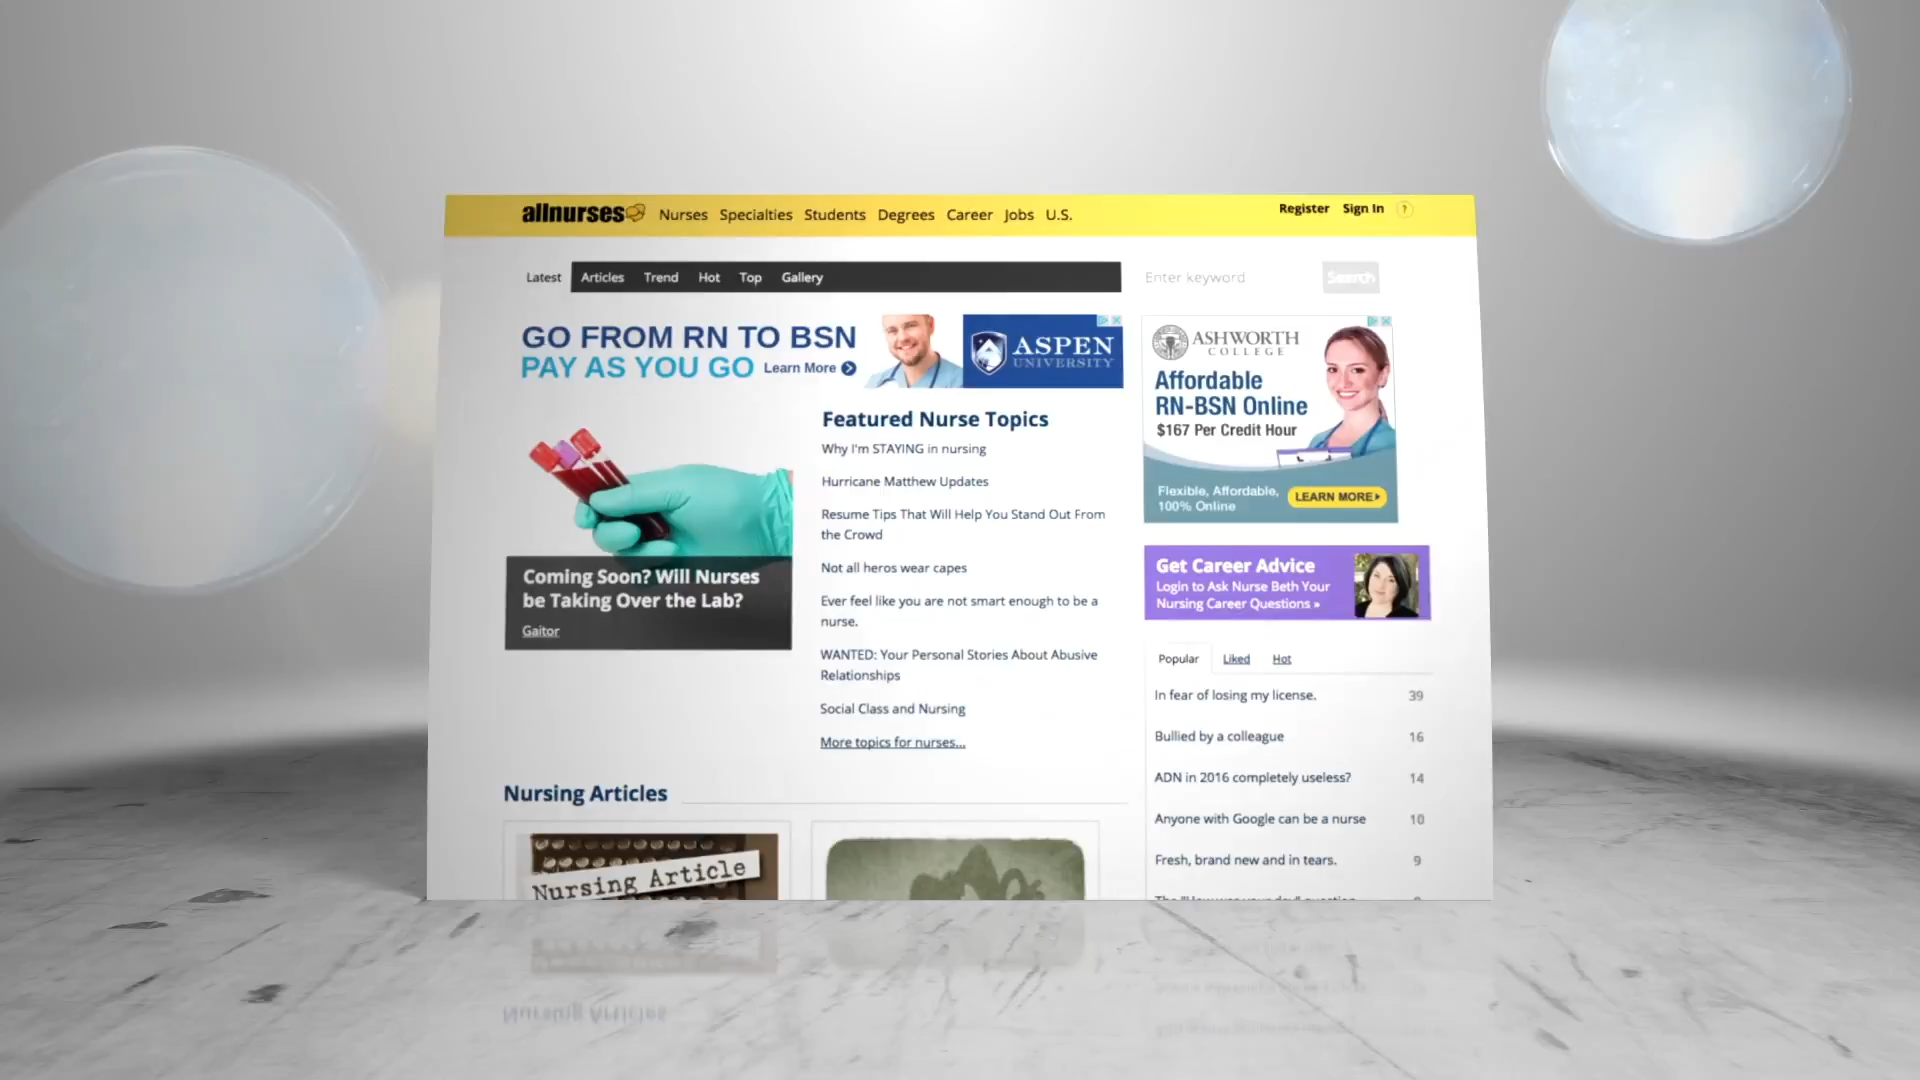 allnurses Nurses Specialties Students Degrees Career Jobs U.S. Register Sign In ?
Latest Articles Trend Hot Top Gallery Enter keyword Search
GO FROM RN TO BSN
PAY AS YOU GO Learn More
ASPEN
UNIVERSITY
ASHWORTH
COLLEGE
Affordable
RN-BSN Online
$167 Per Credit Hour
Flexible, Affordable,
100% Online
LEARN MORE
Coming Soon? Will Nurses
be Taking Over the Lab?
Gaitor
Featured Nurse Topics
Why I'm STAYING in nursing
Hurricane Matthew Updates
Resume Tips That Will Help You Stand Out From
the Crowd
Not all heros wear capes
Ever feel like you are not smart enough to be a
nurse.
WANTED: Your Personal Stories About Abusive
Relationships
Social Class and Nursing
More topics for nurses...
Get Career Advice
Login to Ask Nurse Beth Your
Nursing Career Questions »
Popular Liked Hot
In fear of losing my license. 39
Bullied by a colleague 16
ADN in 2016 completely useless? 14
Anyone with Google can be a nurse 10
Fresh, brand new and in tears. 9
Nursing Articles
Nursing Article